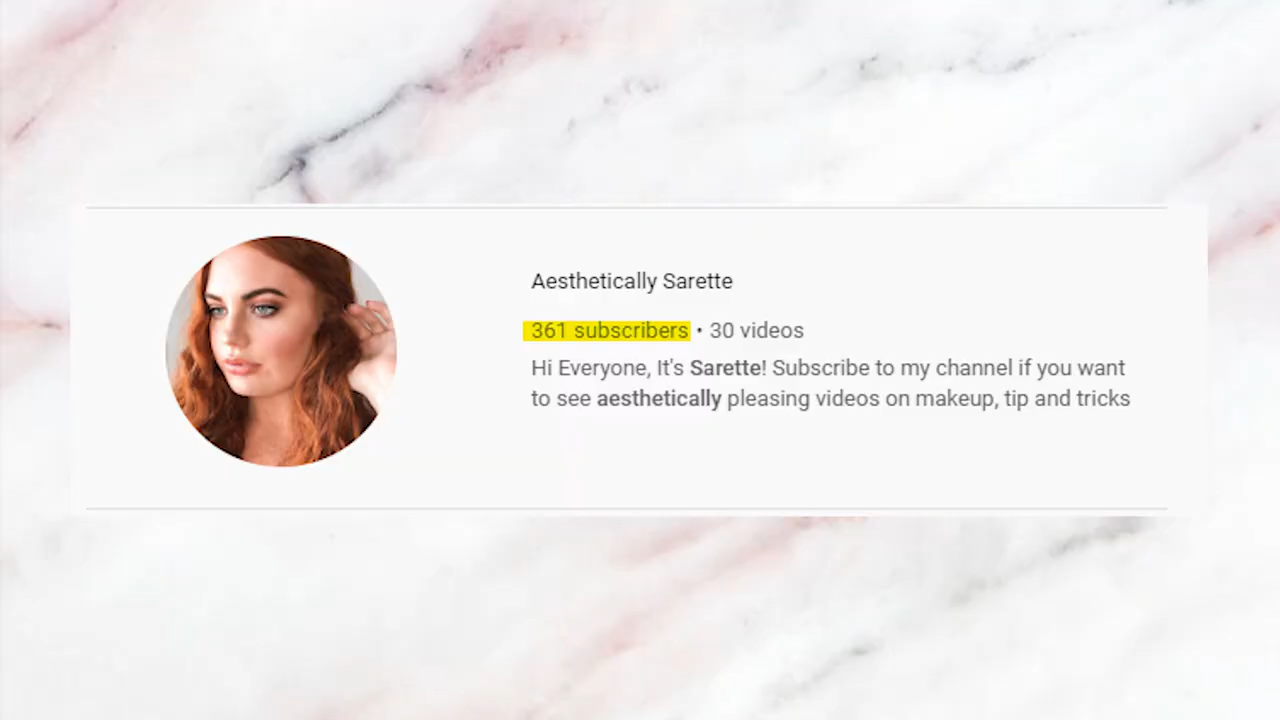 Aesthetically Sarette
361 subscribers • 30 videos
Hi Everyone, It's Sarette! Subscribe to my channel if you want
to see aesthetically pleasing videos on makeup, tip and tricks